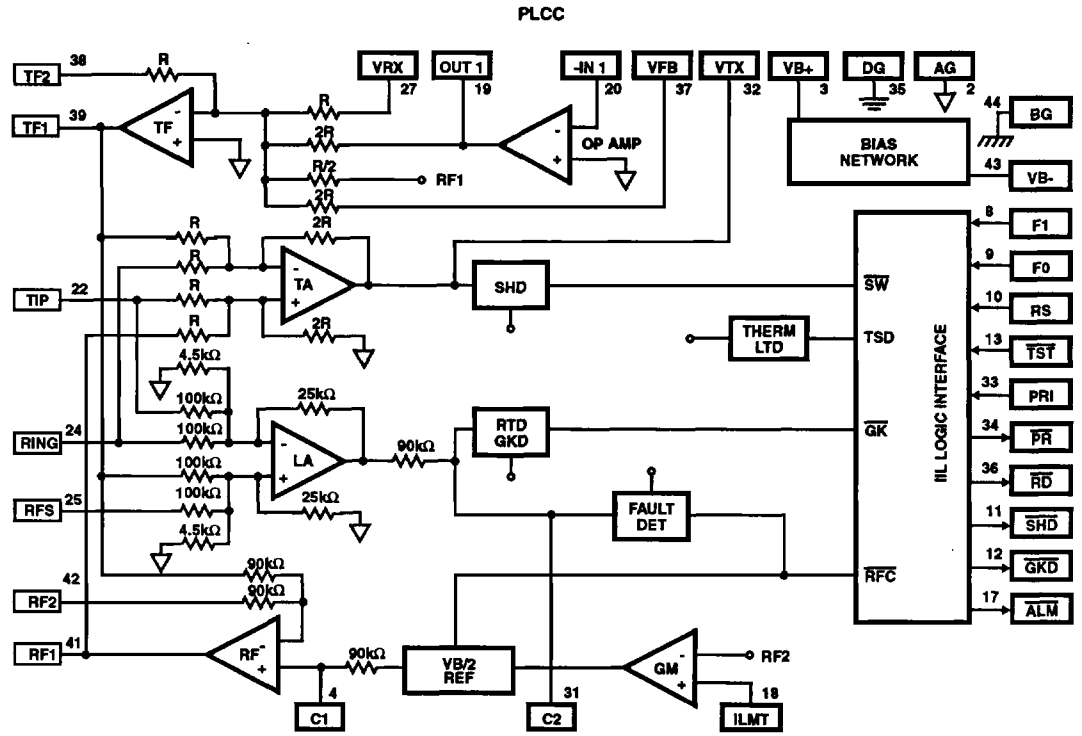 PLCC
TF2 38 R
VRX 27
OUT 1 19
-IN 1 20
VFB 37
VTX 32
VB+ 3
DG 35
AG 2
44 BG
TF1 39
TF - +
R
2R
R/2 RF1
2R
- + OP AMP
BIAS NETWORK
43 VB-
R
R
TIP 22 R
R
2R
- TA +
2R
SHD
THERM LTD
4.5kΩ
100kΩ
RING 24 100kΩ
100kΩ
RFS 25 100kΩ
4.5kΩ
25kΩ
- LA +
25kΩ
90kΩ
RTD GKD
FAULT DET
SW
TSD
GK
RFC
IIL LOGIC INTERFACE
8 F1
9 F0
10 RS
13 TST
33 PRI
34 PR
36 RD
11 SHD
12 GKD
17 ALM
42 RF2
90kΩ
90kΩ
RF1 41
RF - +
90kΩ
VB/2 REF
GM - +
RF2
4 C1
31 C2
18 ILMT